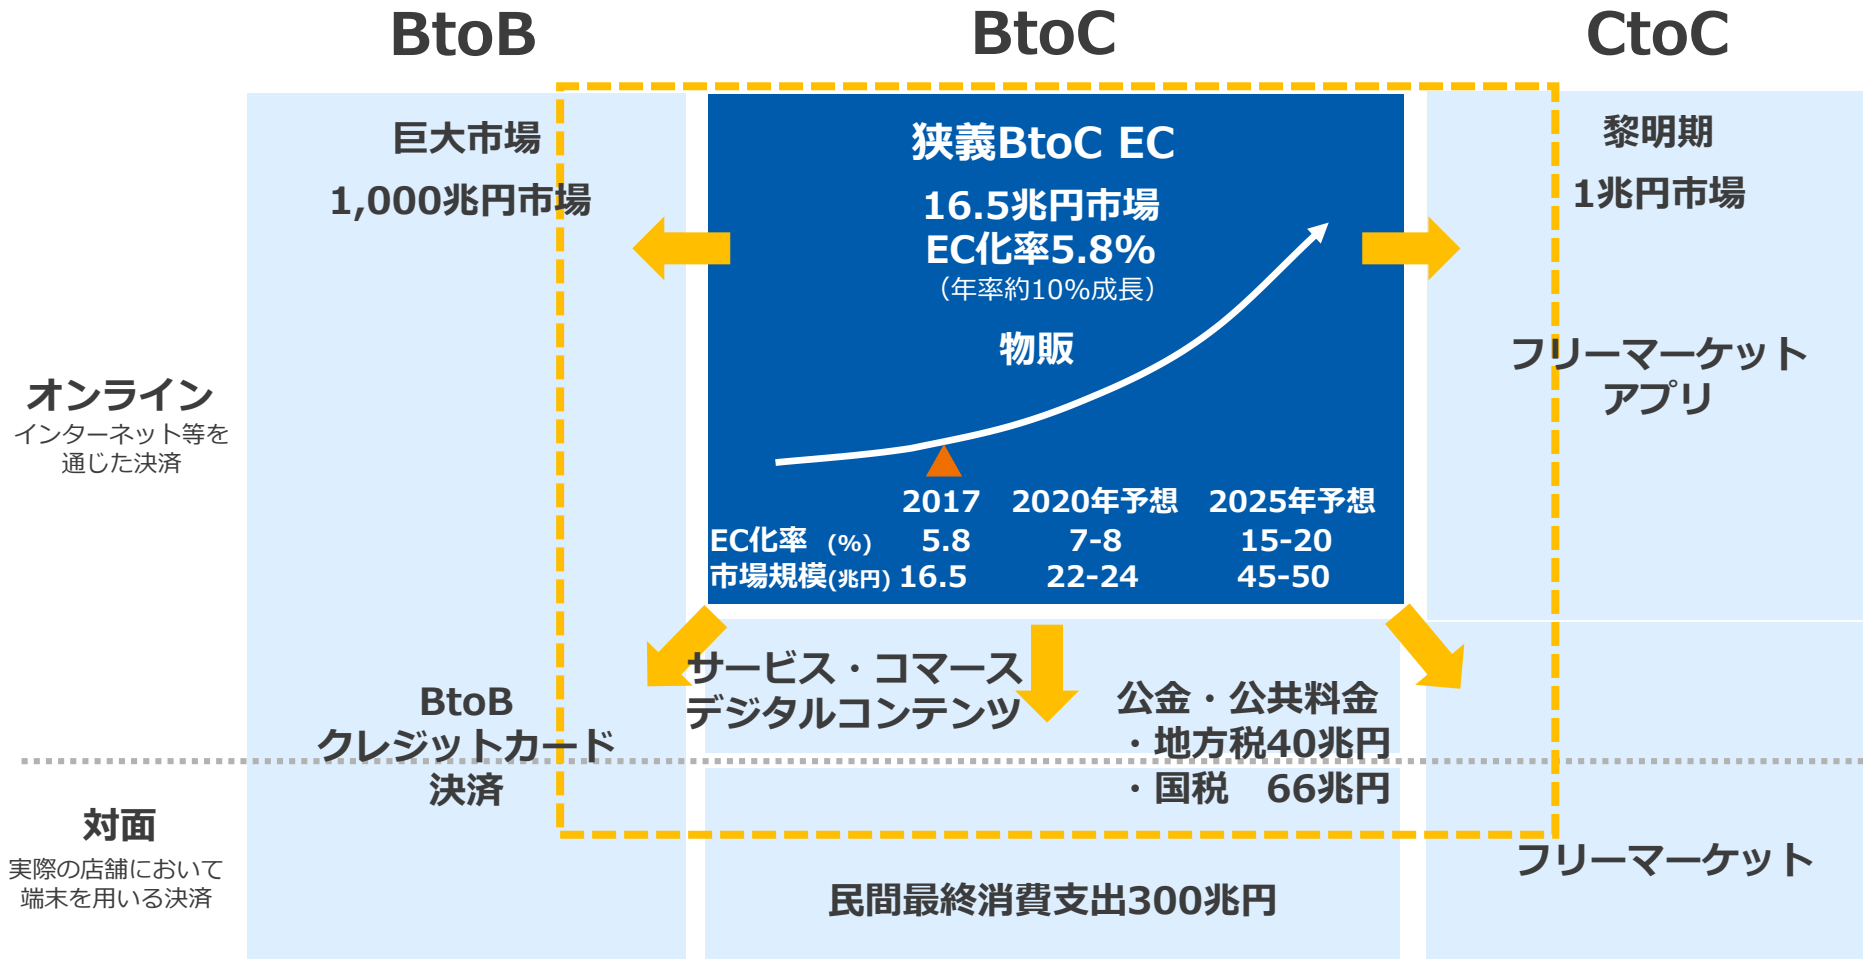 BtoB
BtoC
CtoC
巨大市場
1,000兆円市場
狭義BtoC EC
16.5兆円市場
EC化率5.8%
（年率約10%成長）
物販
2017 2020年予想 2025年予想
EC化率 (%) 5.8 7-8 15-20
市場規模(兆円) 16.5 22-24 45-50
黎明期
1兆円市場
フリーマーケット
アプリ
オンライン
インターネット等を
通じた決済
BtoB
クレジットカード
決済
サービス・コマース
デジタルコンテンツ
公金・公共料金
・地方税40兆円
・国税　66兆円
対面
実際の店舗において
端末を用いる決済
民間最終消費支出300兆円
フリーマーケット